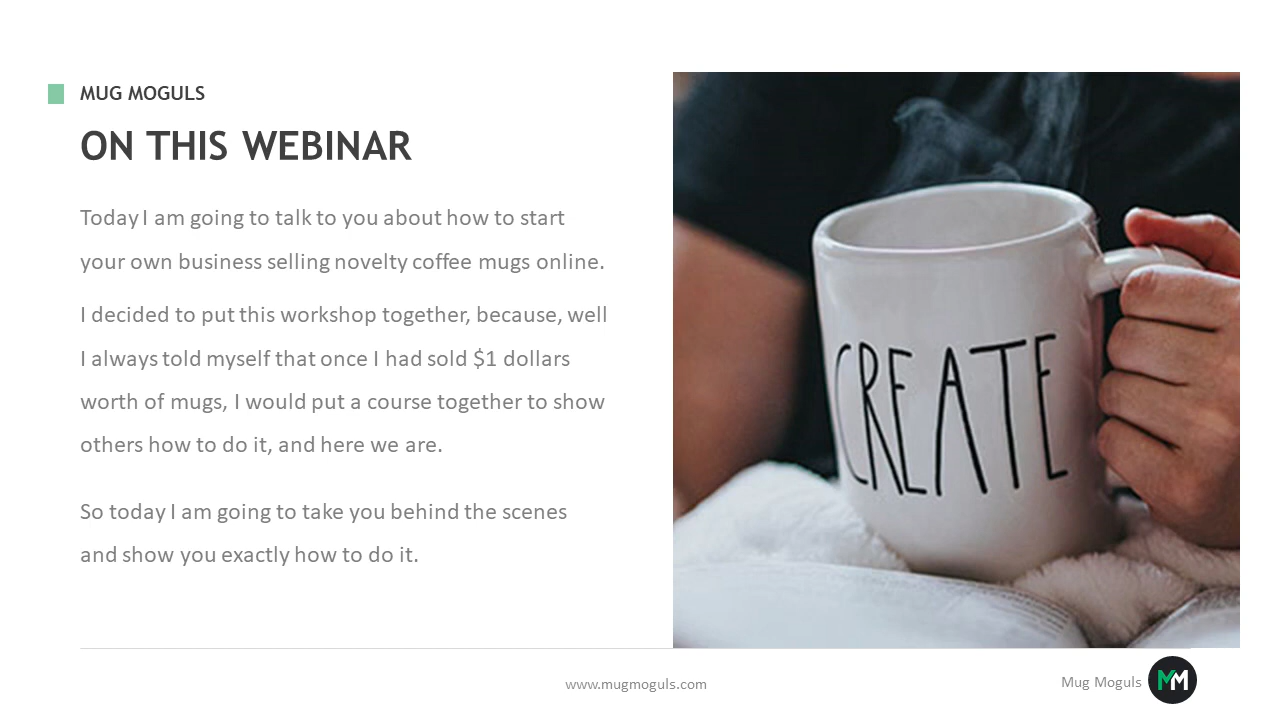 MUG MOGULS
ON THIS WEBINAR
Today I am going to talk to you about how to start
your own business selling novelty coffee mugs online.
I decided to put this workshop together, because, well
I always told myself that once I had sold $1 dollars
worth of mugs, I would put a course together to show
others how to do it, and here we are.
So today I am going to take you behind the scenes
and show you exactly how to do it.
CREATE
www.mugmoguls.com
Mug Moguls
MM